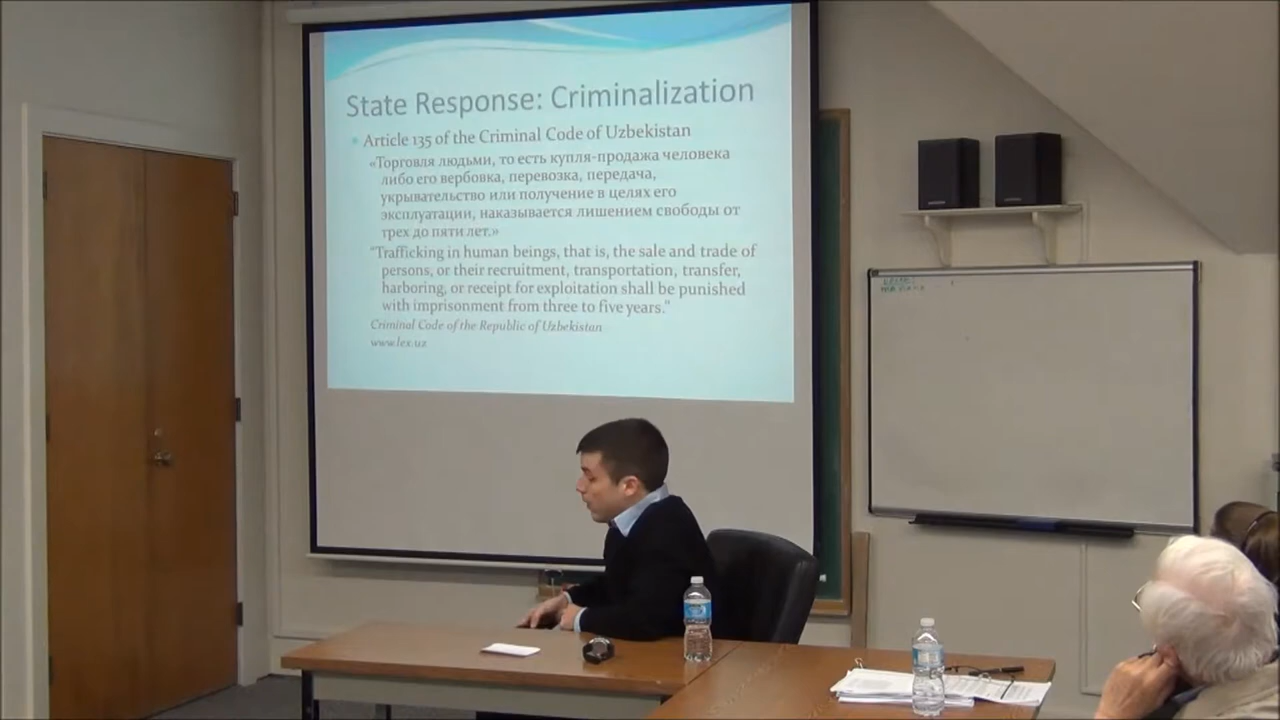 State Response: Criminalization
Article 135 of the Criminal Code of Uzbekistan
«Торговля людьми, то есть купля-продажа человека
либо его вербовка, перевозка, передача,
укрывательство или получение в целях его
эксплуатации, наказывается лишением свободы от
трех до пяти лет.»
"Trafficking in human beings, that is, the sale and trade of
persons, or their recruitment, transportation, transfer,
harboring, or receipt for exploitation shall be punished
with imprisonment from three to five years."
Criminal Code of the Republic of Uzbekistan
www.lex.uz